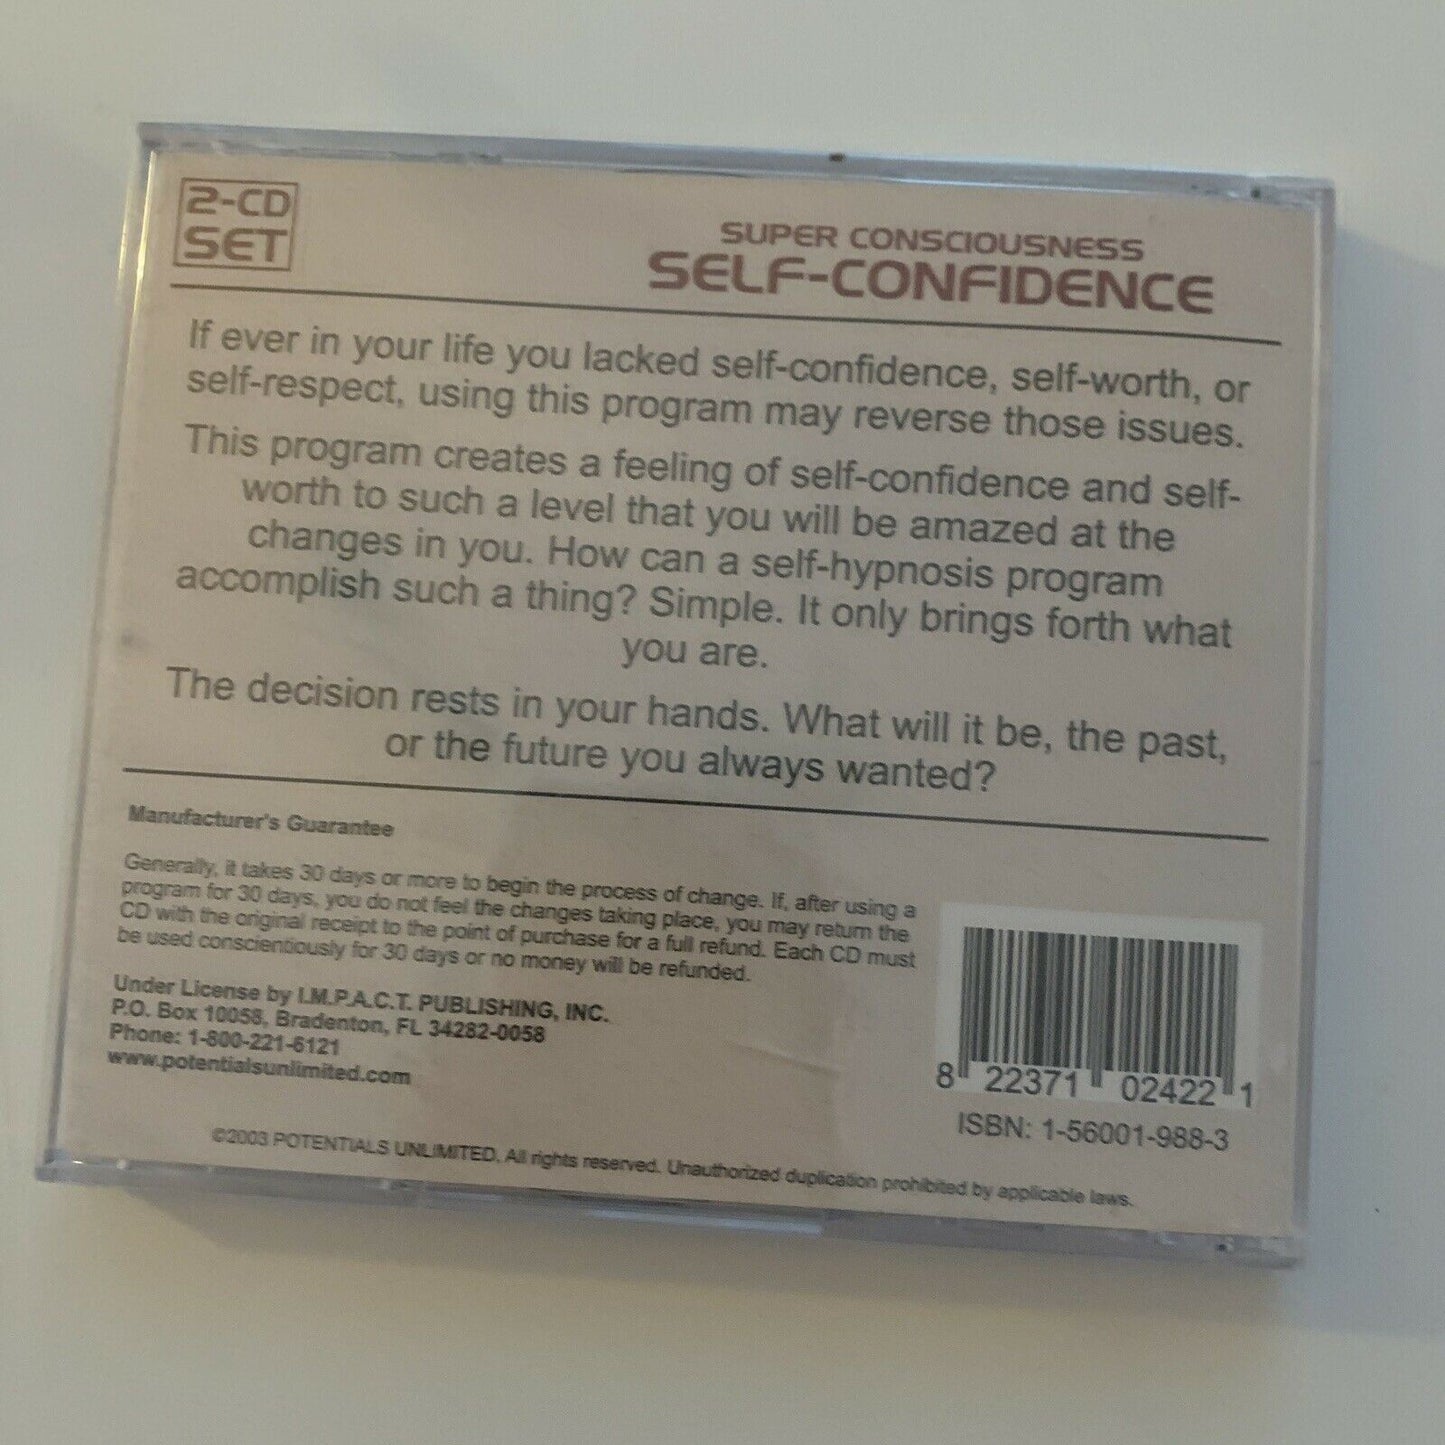 2-CD
SET
SUPER CONSCIOUSNESS
SELF-CONFIDENCE
If ever in your life you lacked self-confidence, self-worth, or
self-respect, using this program may reverse those issues.
This program creates a feeling of self-confidence and self-
worth to such a level that you will be amazed at the
changes in you. How can a self-hypnosis program
accomplish such a thing? Simple. It only brings forth what
you are.
The decision rests in your hands. What will it be, the past,
or the future you always wanted?
Manufacturer's Guarantee
Generally, it takes 30 days or more to begin the process of change. If, after using a
program for 30 days, you do not feel the changes taking place, you may return the
CD with the original receipt to the point of purchase for a full refund. Each CD must
be used conscientiously for 30 days or no money will be refunded.
Under License by I.M.P.A.C.T. PUBLISHING, INC.
P.O. Box 10058, Bradenton, FL 34282-0058
Phone: 1-800-221-6121
www.potentialsunlimited.com
8 22371 02422 1
ISBN: 1-56001-988-3
©2003 POTENTIALS UNLIMITED. All rights reserved. Unauthorized duplication prohibited by applicable laws.